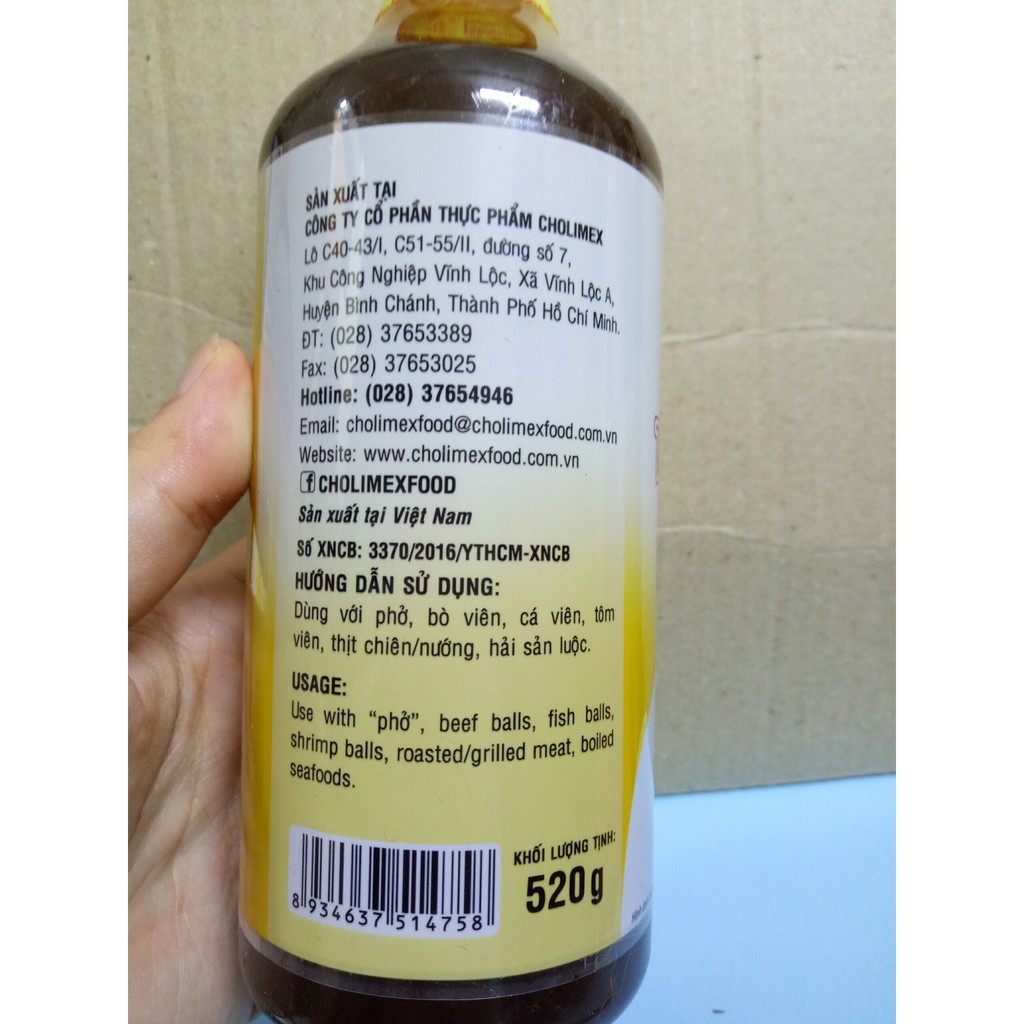 SẢN XUẤT TẠI
CÔNG TY CỔ PHẦN THỰC PHẨM CHOLIMEX
Lô C40-43/I, C51-55/II, đường số 7,
Khu Công Nghiệp Vĩnh Lộc, Xã Vĩnh Lộc A,
Huyện Bình Chánh, Thành Phố Hồ Chí Minh.
ĐT: (028) 37653389
Fax: (028) 37653025
Hotline: (028) 37654946
Email: cholimexfood@cholimexfood.com.vn
Website: www.cholimexfood.com.vn
f CHOLIMEXFOOD
Sản xuất tại Việt Nam
Số XNCB: 3370/2016/YTHCM-XNCB
HƯỚNG DẪN SỬ DỤNG:
Dùng với phở, bò viên, cá viên, tôm
viên, thịt chiên/nướng, hải sản luộc.
USAGE:
Use with “phở”, beef balls, fish balls,
shrimp balls, roasted/grilled meat, boiled
seafoods.
KHỐI LƯỢNG TỊNH:
520g
8 934637 514758